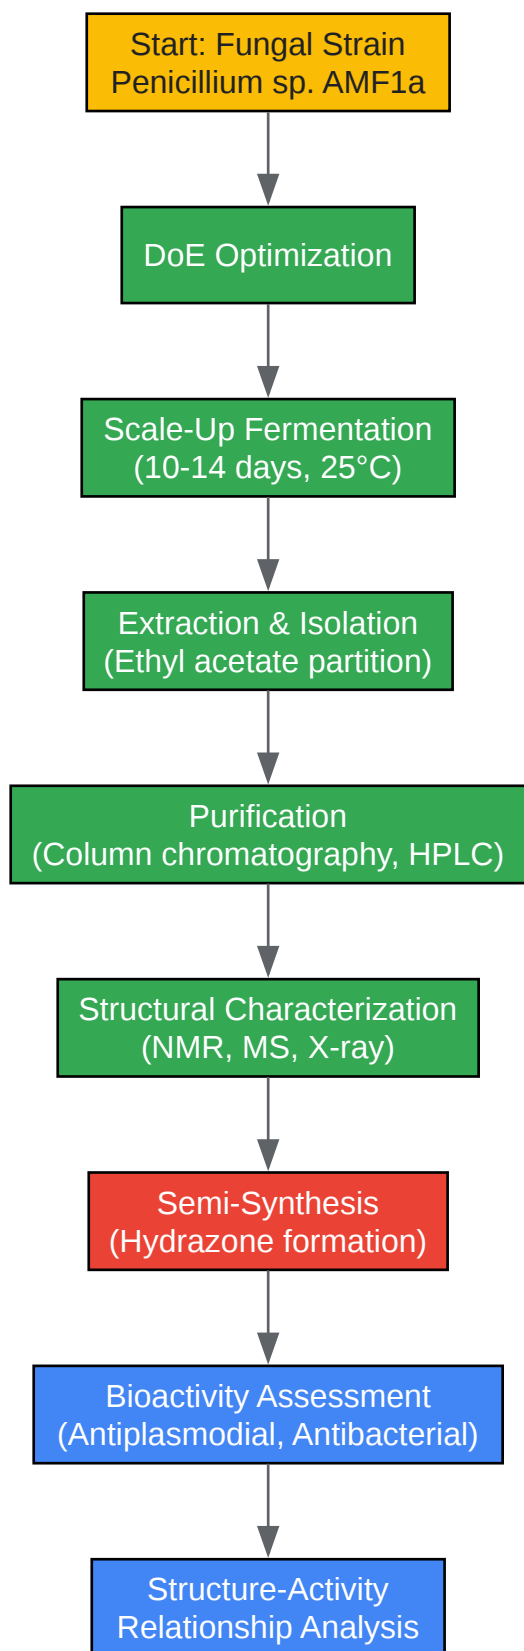 Start: Fungal Strain
Penicillium sp. AMF1a
DoE Optimization
Scale-Up Fermentation
(10-14 days, 25°C)
Extraction & Isolation
(Ethyl acetate partition)
Purification
(Column chromatography, HPLC)
Structural Characterization
(NMR, MS, X-ray)
Semi-Synthesis
(Hydrazone formation)
Bioactivity Assessment
(Antiplasmodial, Antibacterial)
Structure-Activity
Relationship Analysis